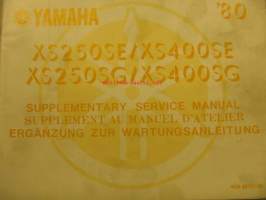 YAMAHA '80
XS250SE/XS400SE
XS250SG/XS400SG
SUPPLEMENTARY SERVICE MANUAL
SUPPLEMENT AU MANUEL D'ATELIER
ERGÄNZUNG ZUR WARTUNGSANLEITUNG